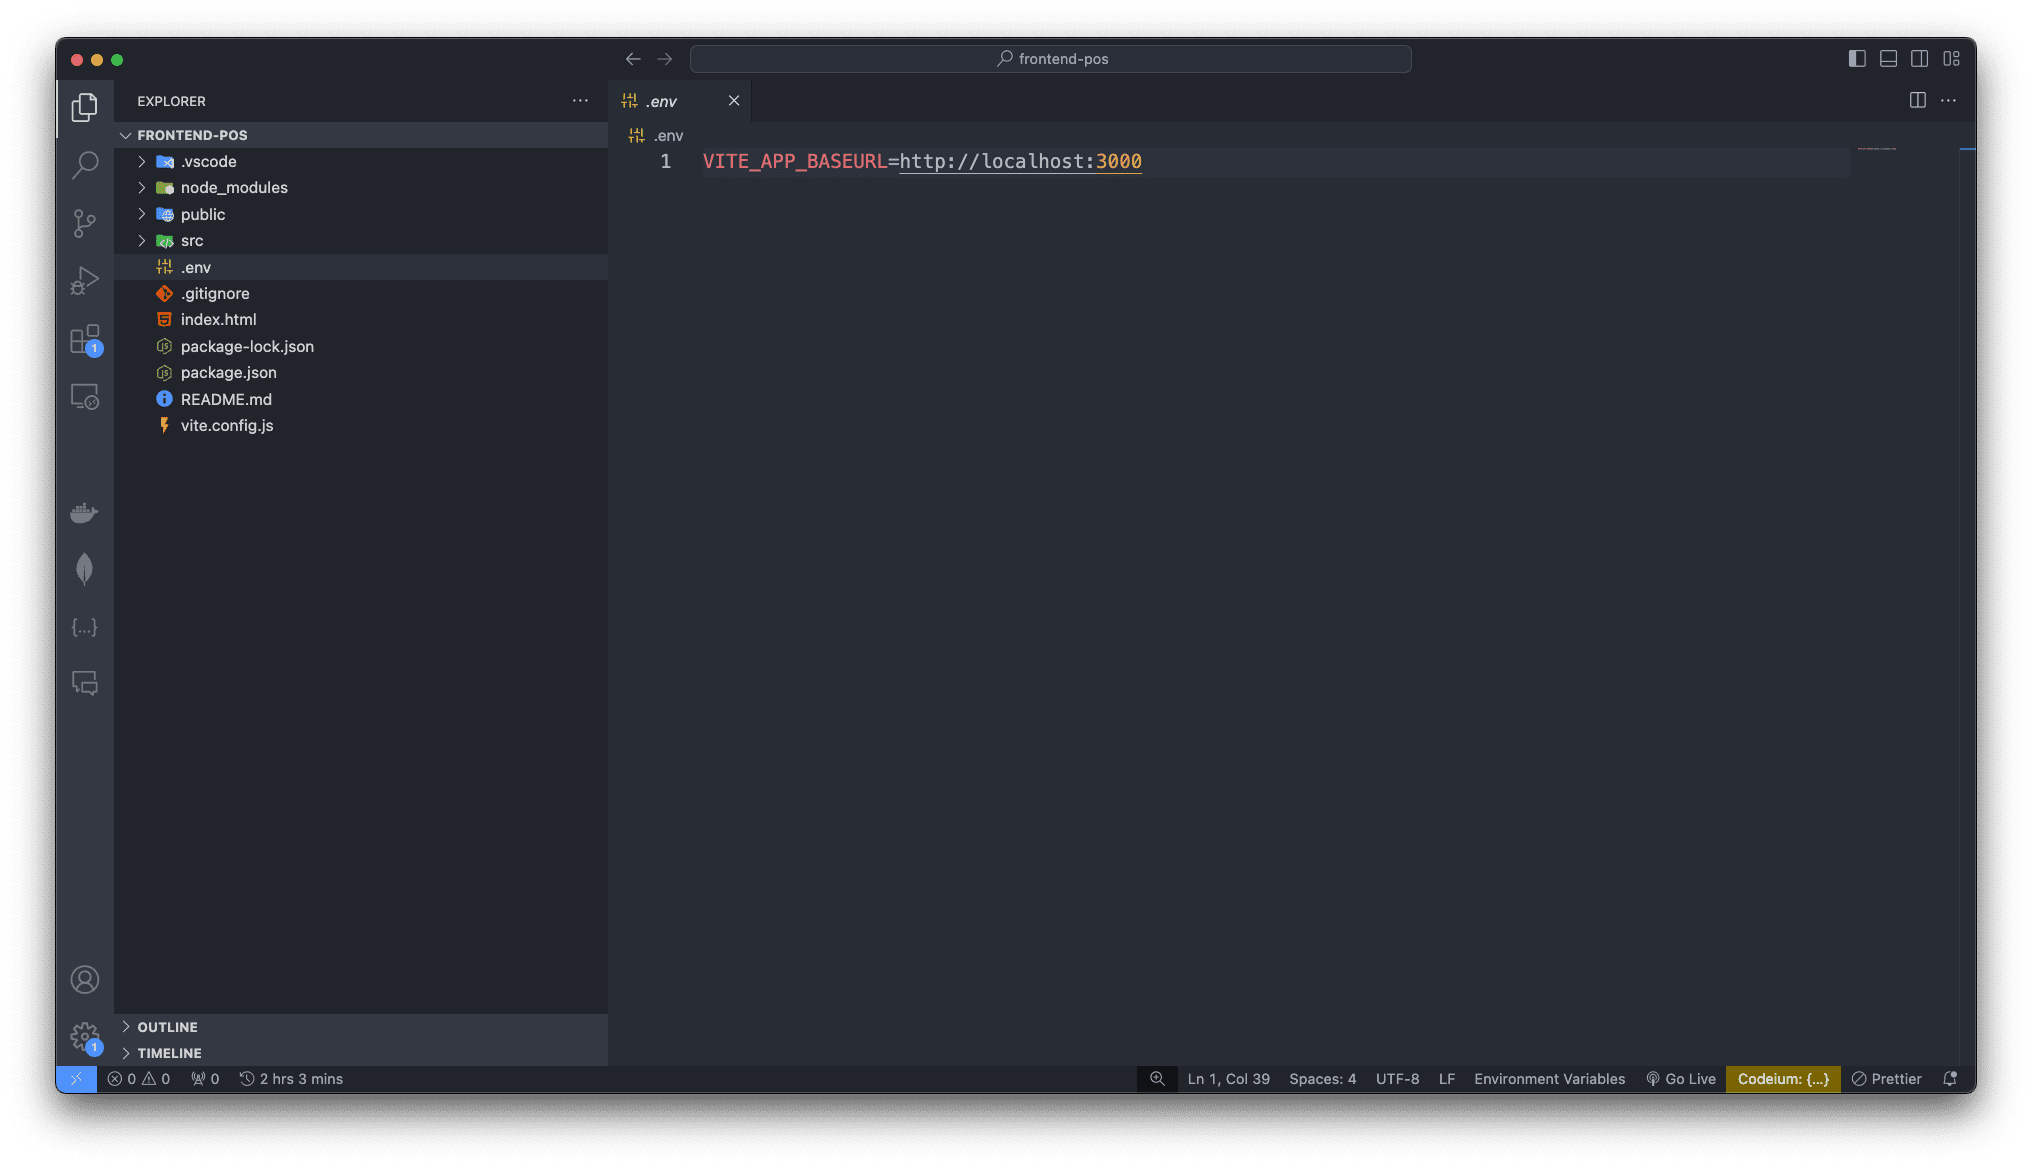 frontend-pos
EXPLORER
.env
FRONTEND-POS
.env
.vscode
1 VITE_APP_BASEURL=http://localhost:3000
node_modules
public
src
.env
.gitignore
index.html
1
package-lock.json
package.json
README.md
vite.config.js
OUTLINE
1
TIMELINE
0 0 0 2 hrs 3 mins Ln 1, Col 39 Spaces: 4 UTF-8 LF Environment Variables Go Live Codeium: {...} Prettier